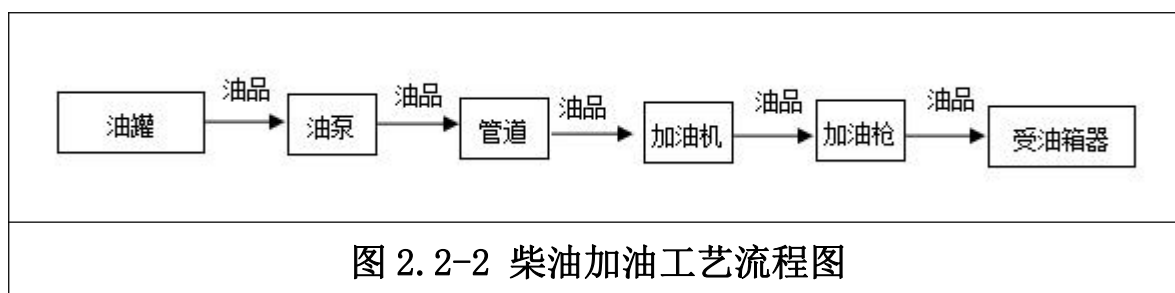 油品 油品 油品 油品 油品
油罐 油泵 管道 加油机 加油枪 受油箱器
图 2.2-2 柴油加油工艺流程图